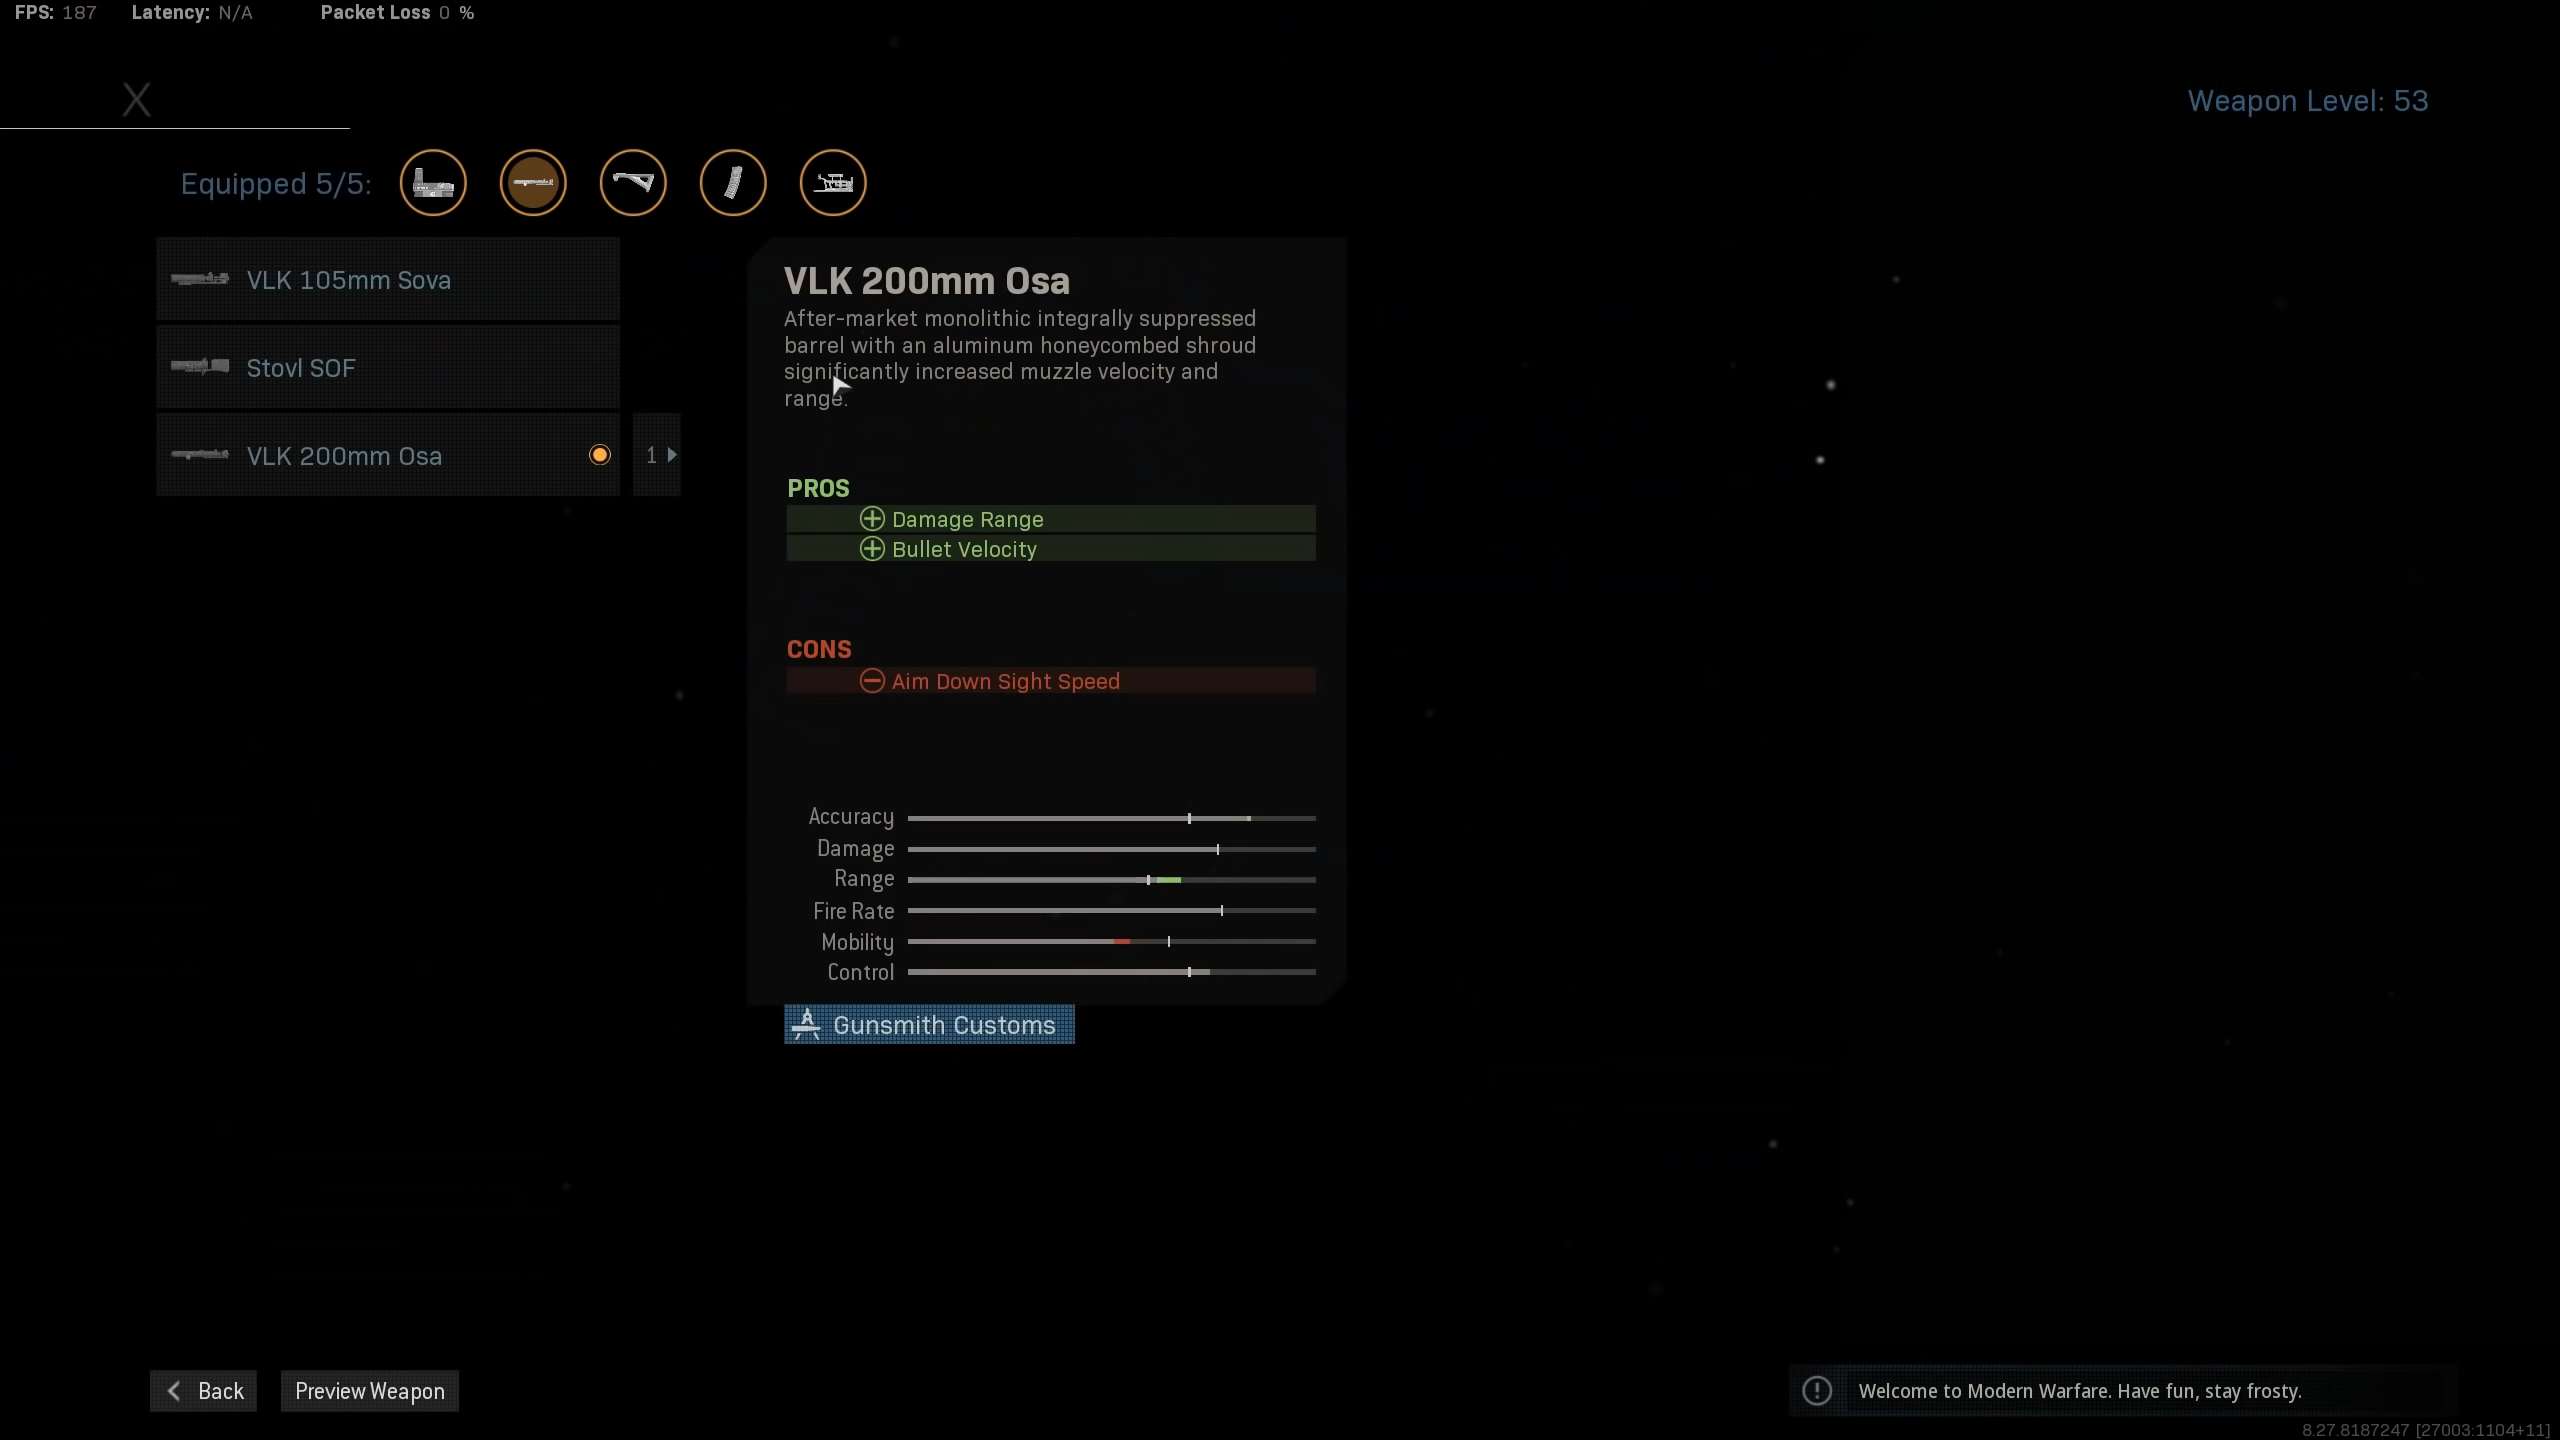 FPS: 187 Latency: N/A Packet Loss 0 %
X
Weapon Level: 53
Equipped 5/5:
VLK 105mm Sova
Stovl SOF
VLK 200mm Osa
1
VLK 200mm Osa
After-market monolithic integrally suppressed
barrel with an aluminum honeycombed shroud
significantly increased muzzle velocity and
range.
PROS
Damage Range
Bullet Velocity
CONS
Aim Down Sight Speed
Accuracy
Damage
Range
Fire Rate
Mobility
Control
Gunsmith Customs
Back
Preview Weapon
Welcome to Modern Warfare. Have fun, stay frosty.
8.27.8187247 [27003:1104+11]